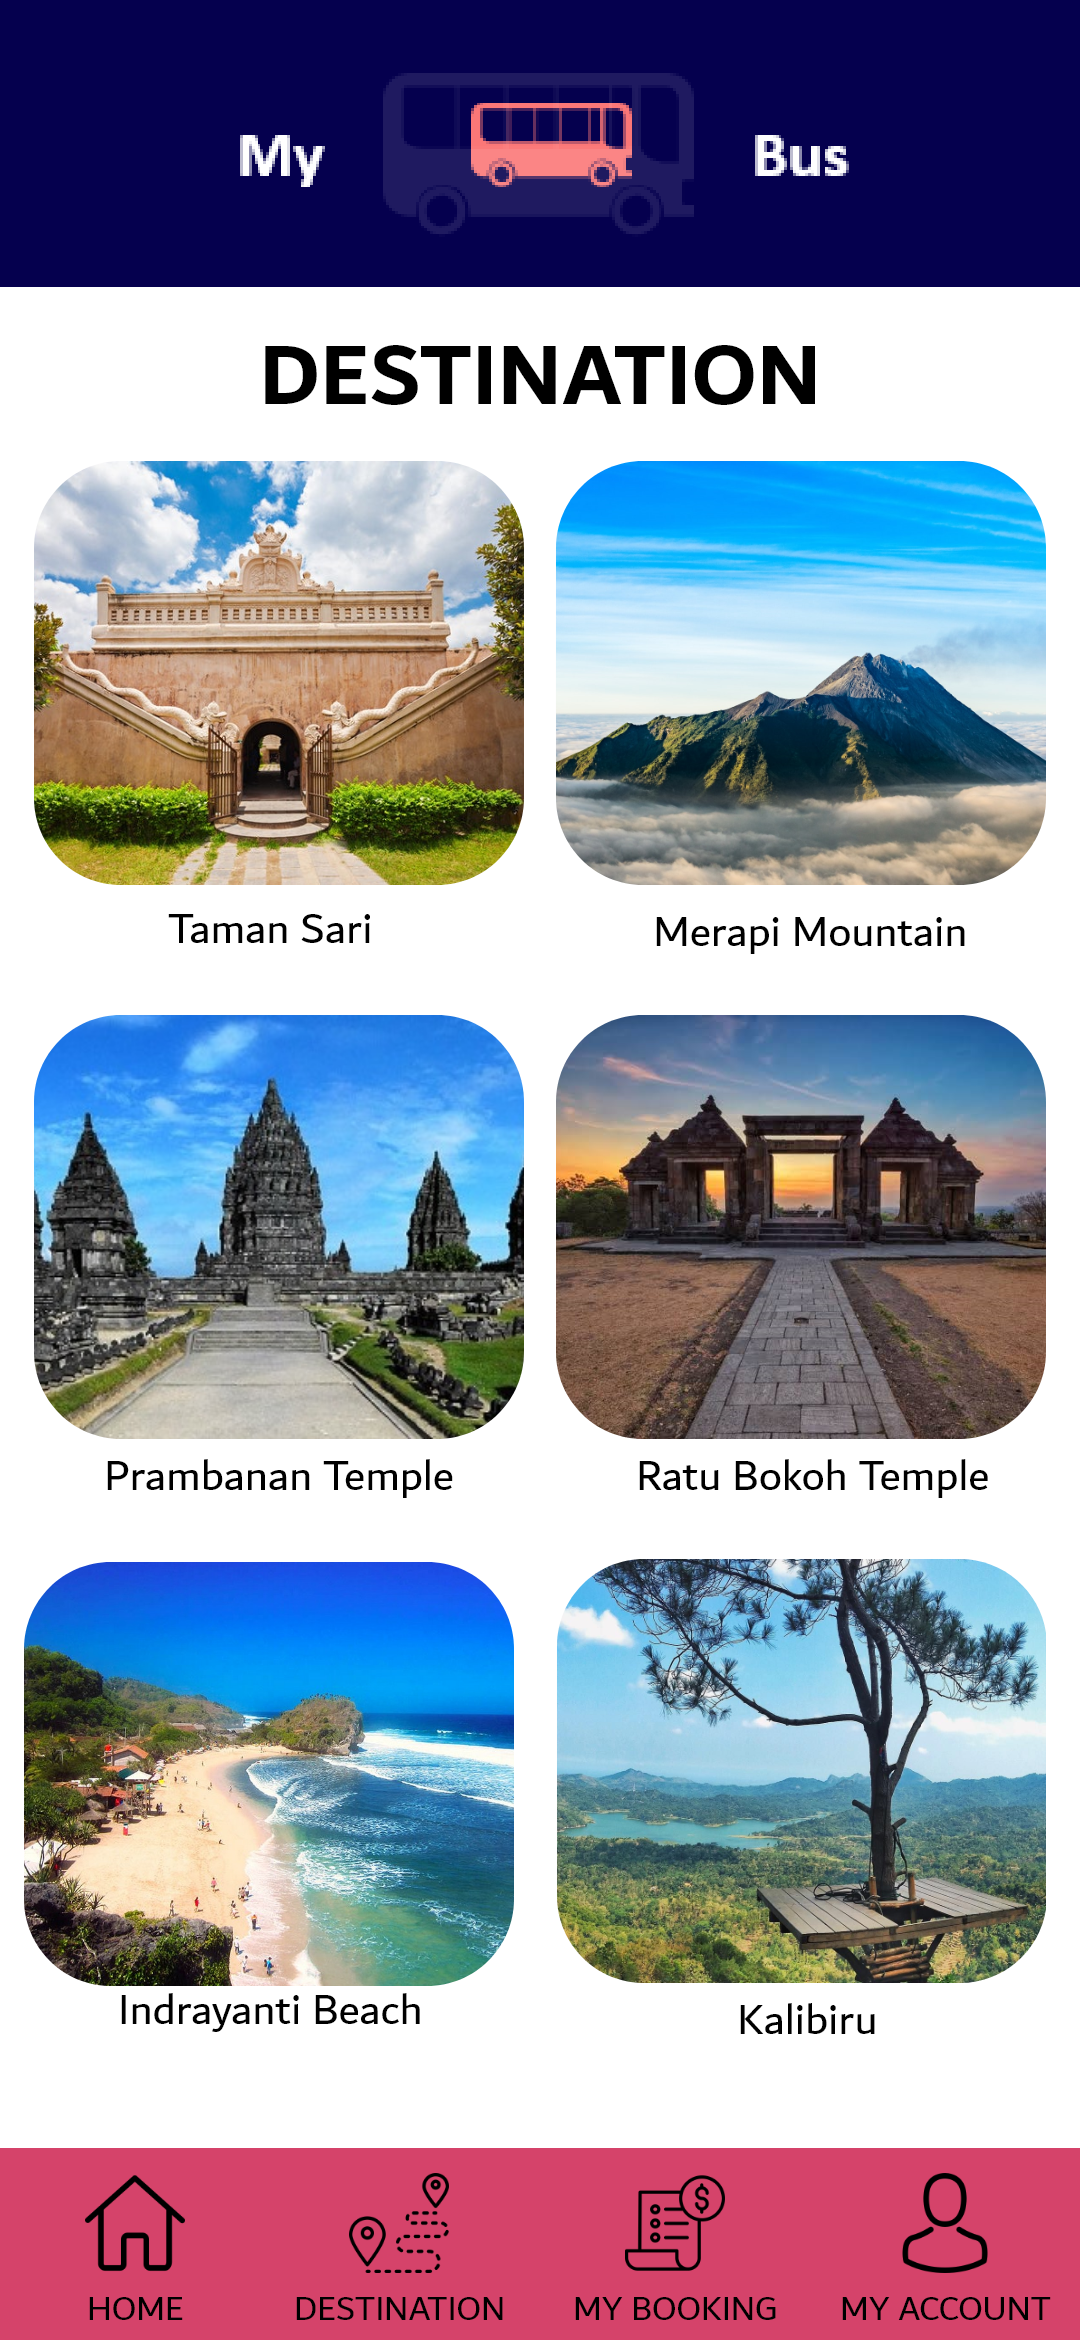 My Bus
DESTINATION
Taman Sari
Merapi Mountain
Prambanan Temple
Ratu Bokoh Temple
Indrayanti Beach
Kalibiru
HOME
DESTINATION
MY BOOKING
MY ACCOUNT